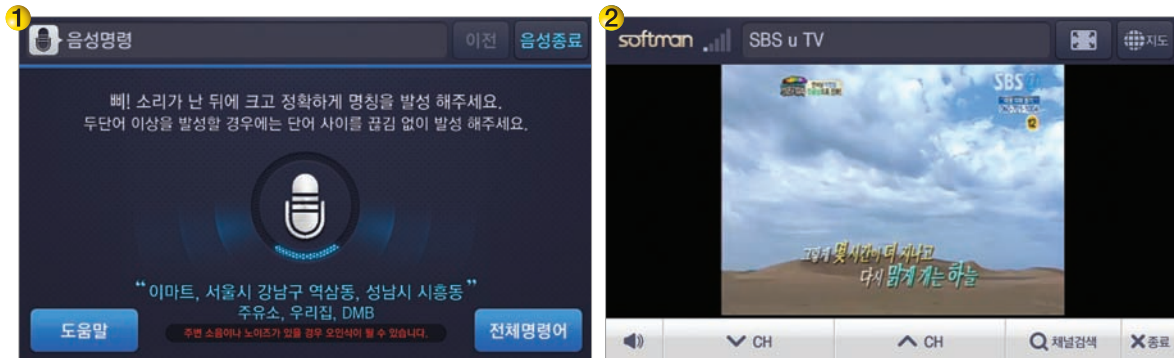 1
음성명령
이전
음성종료
삐! 소리가 난 뒤에 크고 정확하게 명칭을 발성 해주세요.
두단어 이상을 발성할 경우에는 단어 사이를 끊김 없이 발성 해주세요.
“이마트, 서울시 강남구 역삼동, 성남시 시흥동”
주유소, 우리집, DMB
도움말
주변 소음이나 노이즈가 있을 경우 오인식이 될 수 있습니다.
전체명령어
2
softman
SBS u TV
지도
SBS
12
그렇게 몇 시간이 더 지나고
다시 맑게 개는 하늘
CH
CH
채널검색
종료